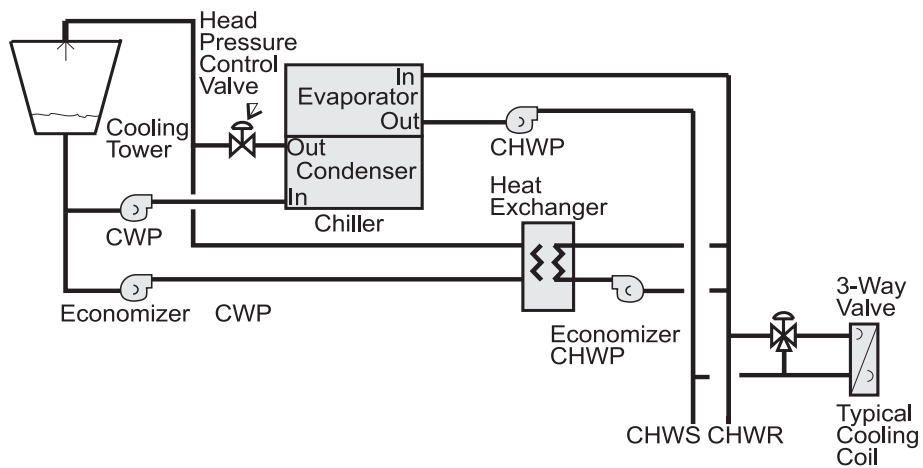 Head
Pressure
Control
Valve
Cooling
Tower
In
Evaporator
Out
Out
Condenser
In
Chiller
CHWP
CWP
Heat
Exchanger
Economizer CWP
Economizer
CHWP
3-Way
Valve
CHWS CHWR
Typical
Cooling
Coil